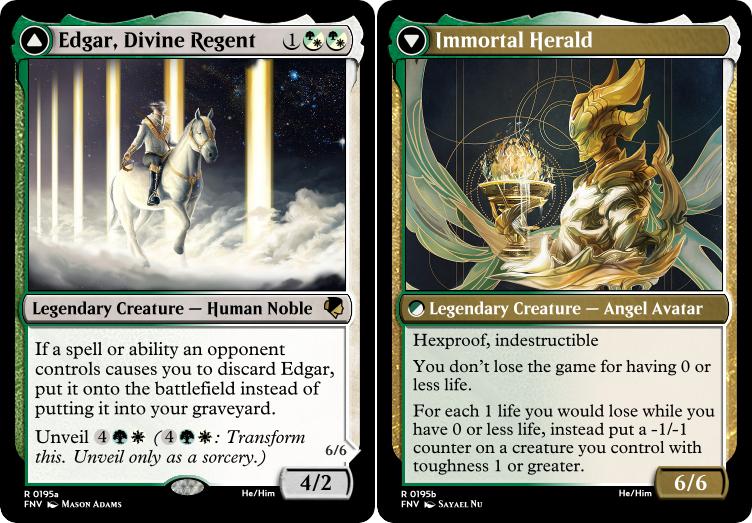 Edgar, Divine Regent 1
Legendary Creature — Human Noble
If a spell or ability an opponent
controls causes you to discard Edgar,
put it onto the battlefield instead of
putting it into your graveyard.
Unveil 4 (4 : Transform
this. Unveil only as a sorcery.)
6/6
4/2
R 0195a
FNV Mason Adams
He/Him
Immortal Herald
Legendary Creature — Angel Avatar
Hexproof, indestructible
You don't lose the game for having 0 or
less life.
For each 1 life you would lose while you
have 0 or less life, instead put a -1/-1
counter on a creature you control with
toughness 1 or greater.
6/6
R 0195b
FNV Sayael Nu
He/Him